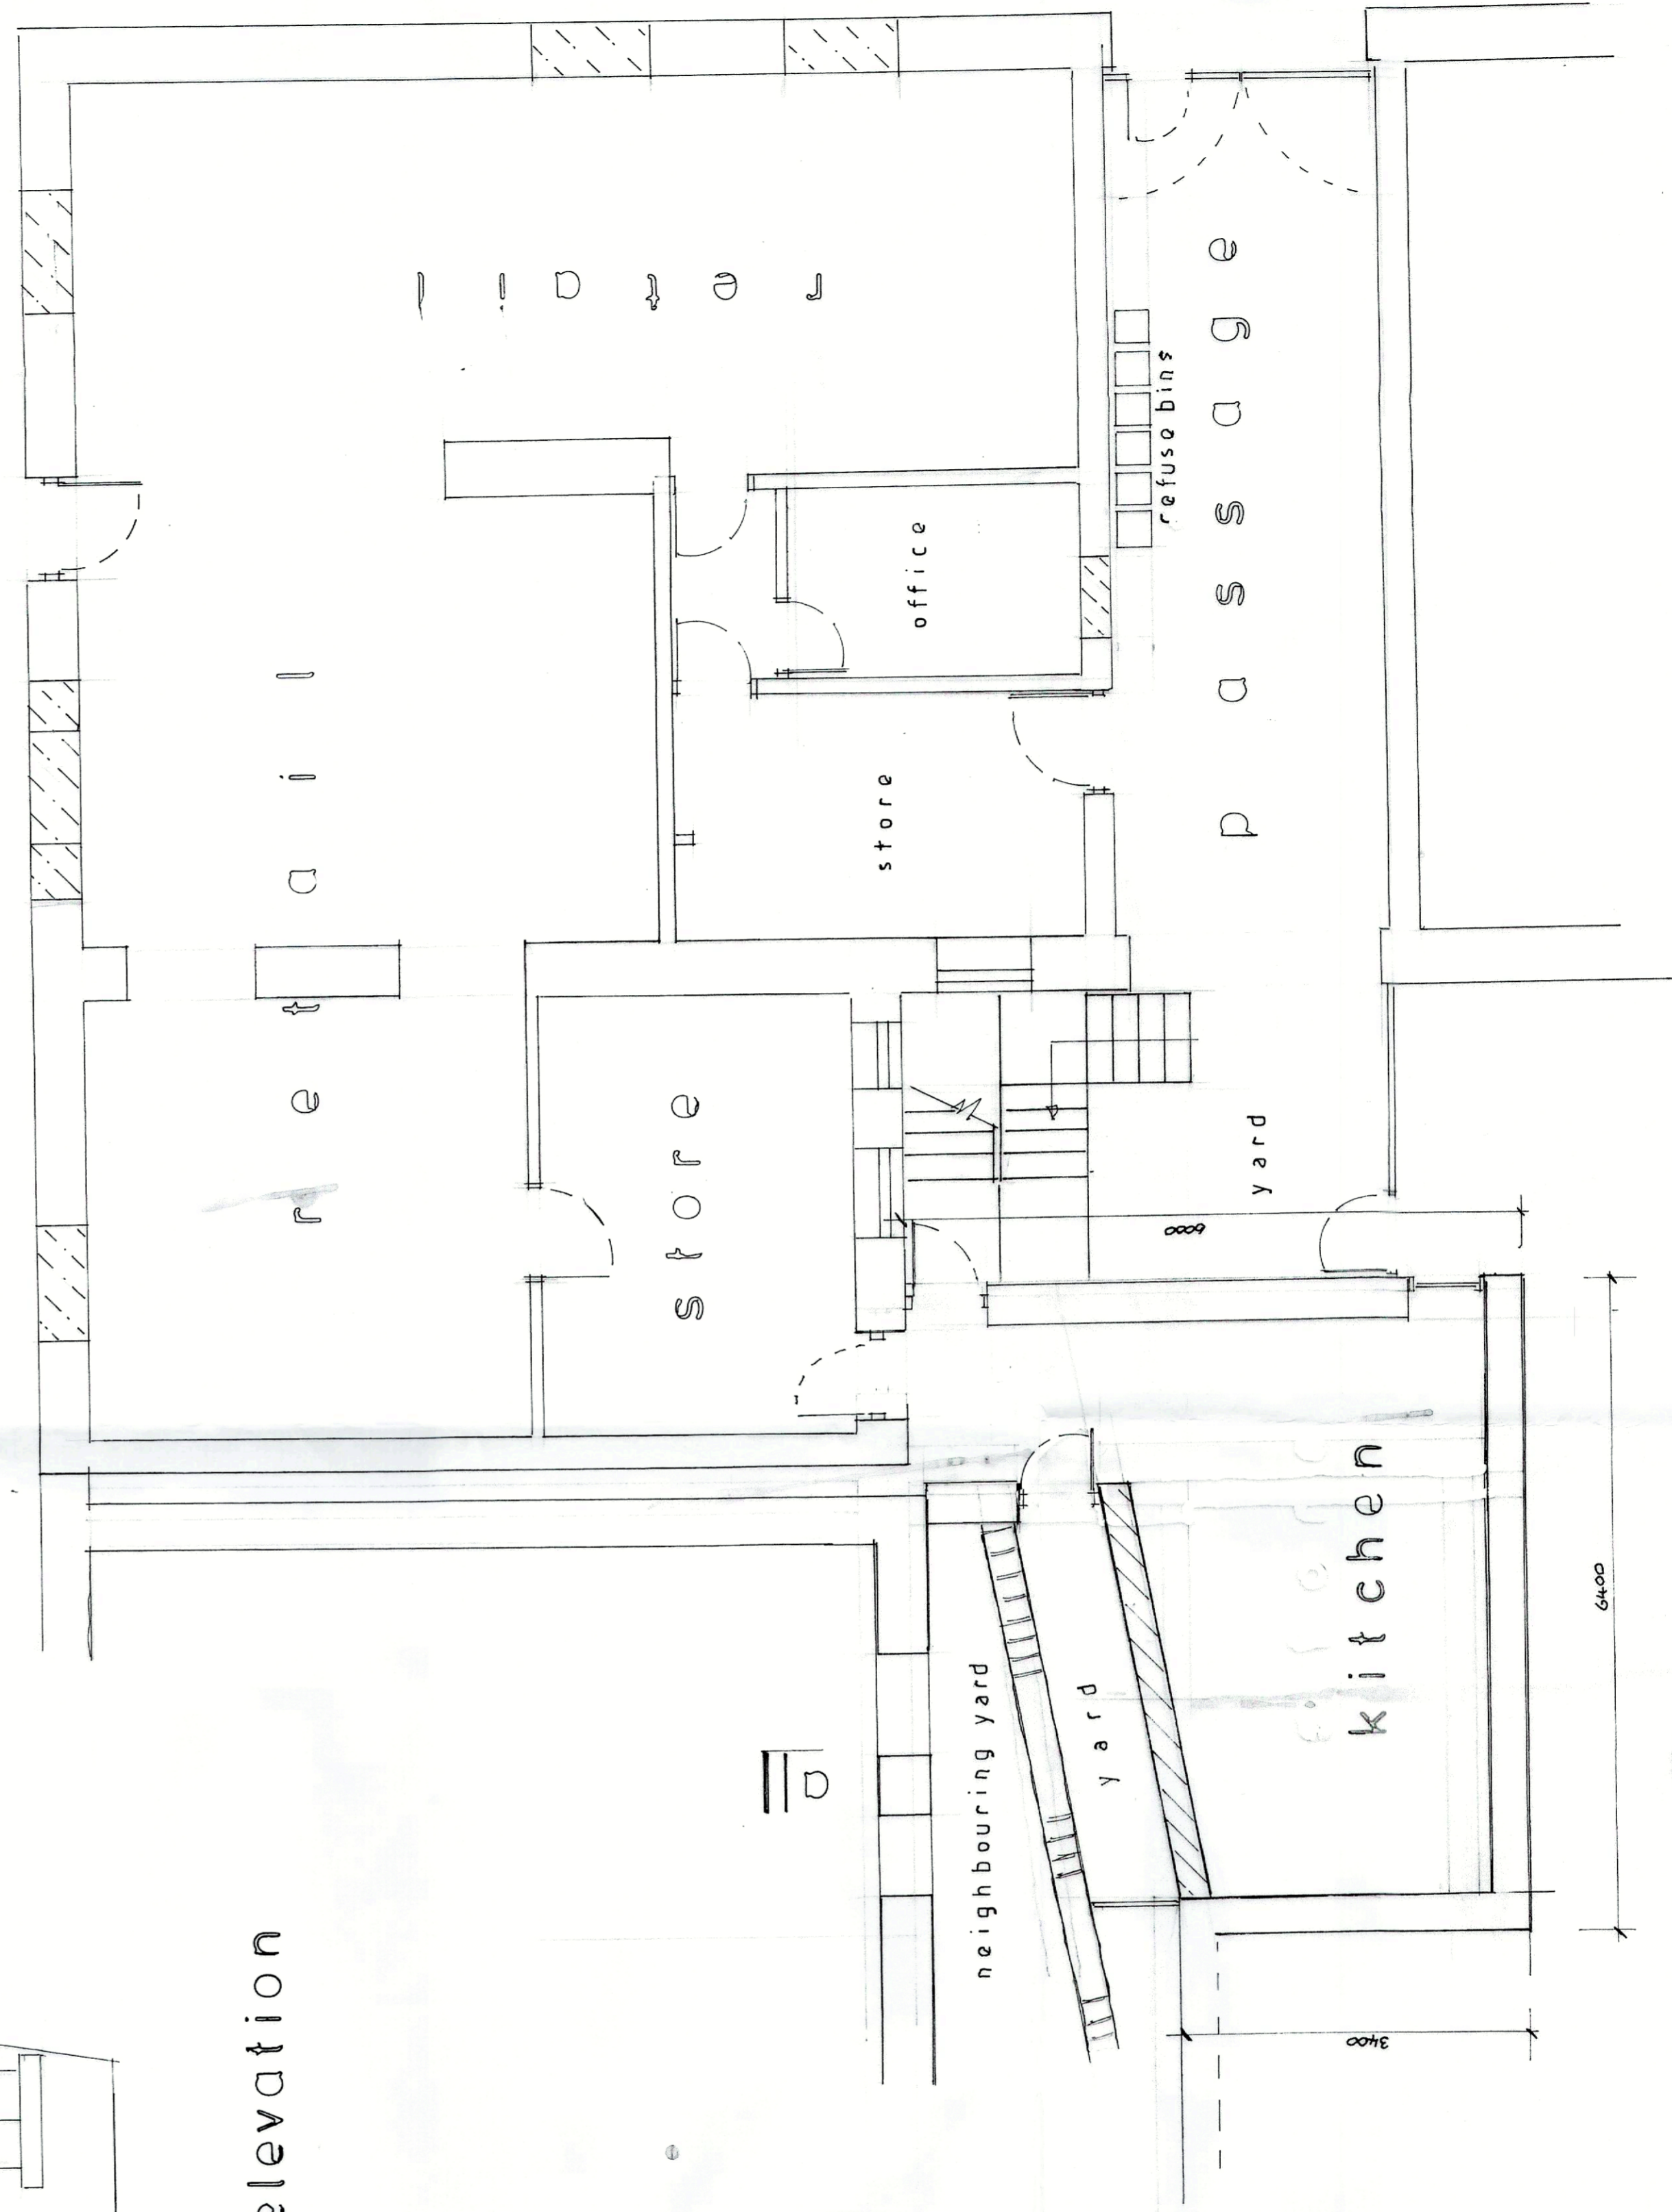 elevation
retail
retail
store
a
store
office
neighbouring yard
yard
refuse bins
passage
6000
yard
kitchen
3400
6400